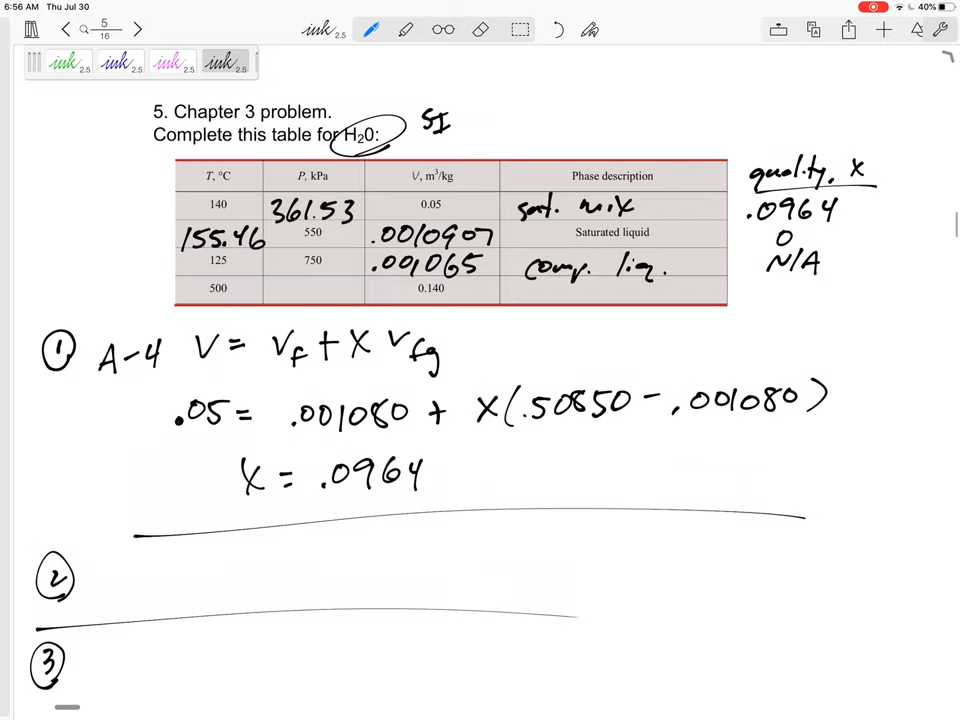 6:56 AM Thu Jul 30
40%
5
16
ink 2.5
ink 2.5 ink 2.5 ink 2.5 ink 2.5
5. Chapter 3 problem.
Complete this table for H₂0: SI
T, °C P, kPa V, m³/kg Phase description quality, x
140 361.53 0.05 sat. mix .0964
155.46 550 .0010907 Saturated liquid 0
125 750 .001065 comp. liq. N/A
500 0.140
① A-4 V = Vf + X Vfg
.05 = .001080 + X(.50850 - .001080)
X = .0964
②
③